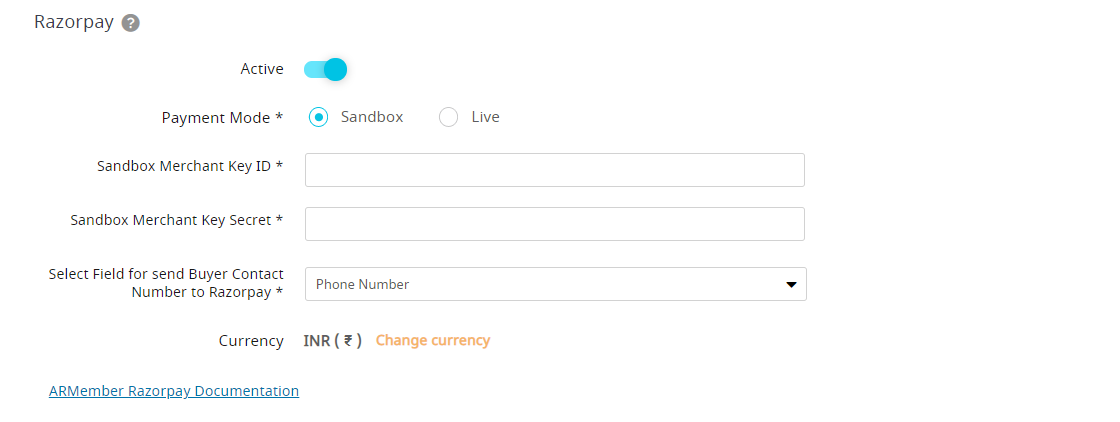 Razorpay ?
Active
Payment Mode * Sandbox Live
Sandbox Merchant Key ID *
Sandbox Merchant Key Secret *
Select Field for send Buyer Contact
Number to Razorpay * Phone Number
Currency INR ( ₹ ) Change currency
ARMember Razorpay Documentation